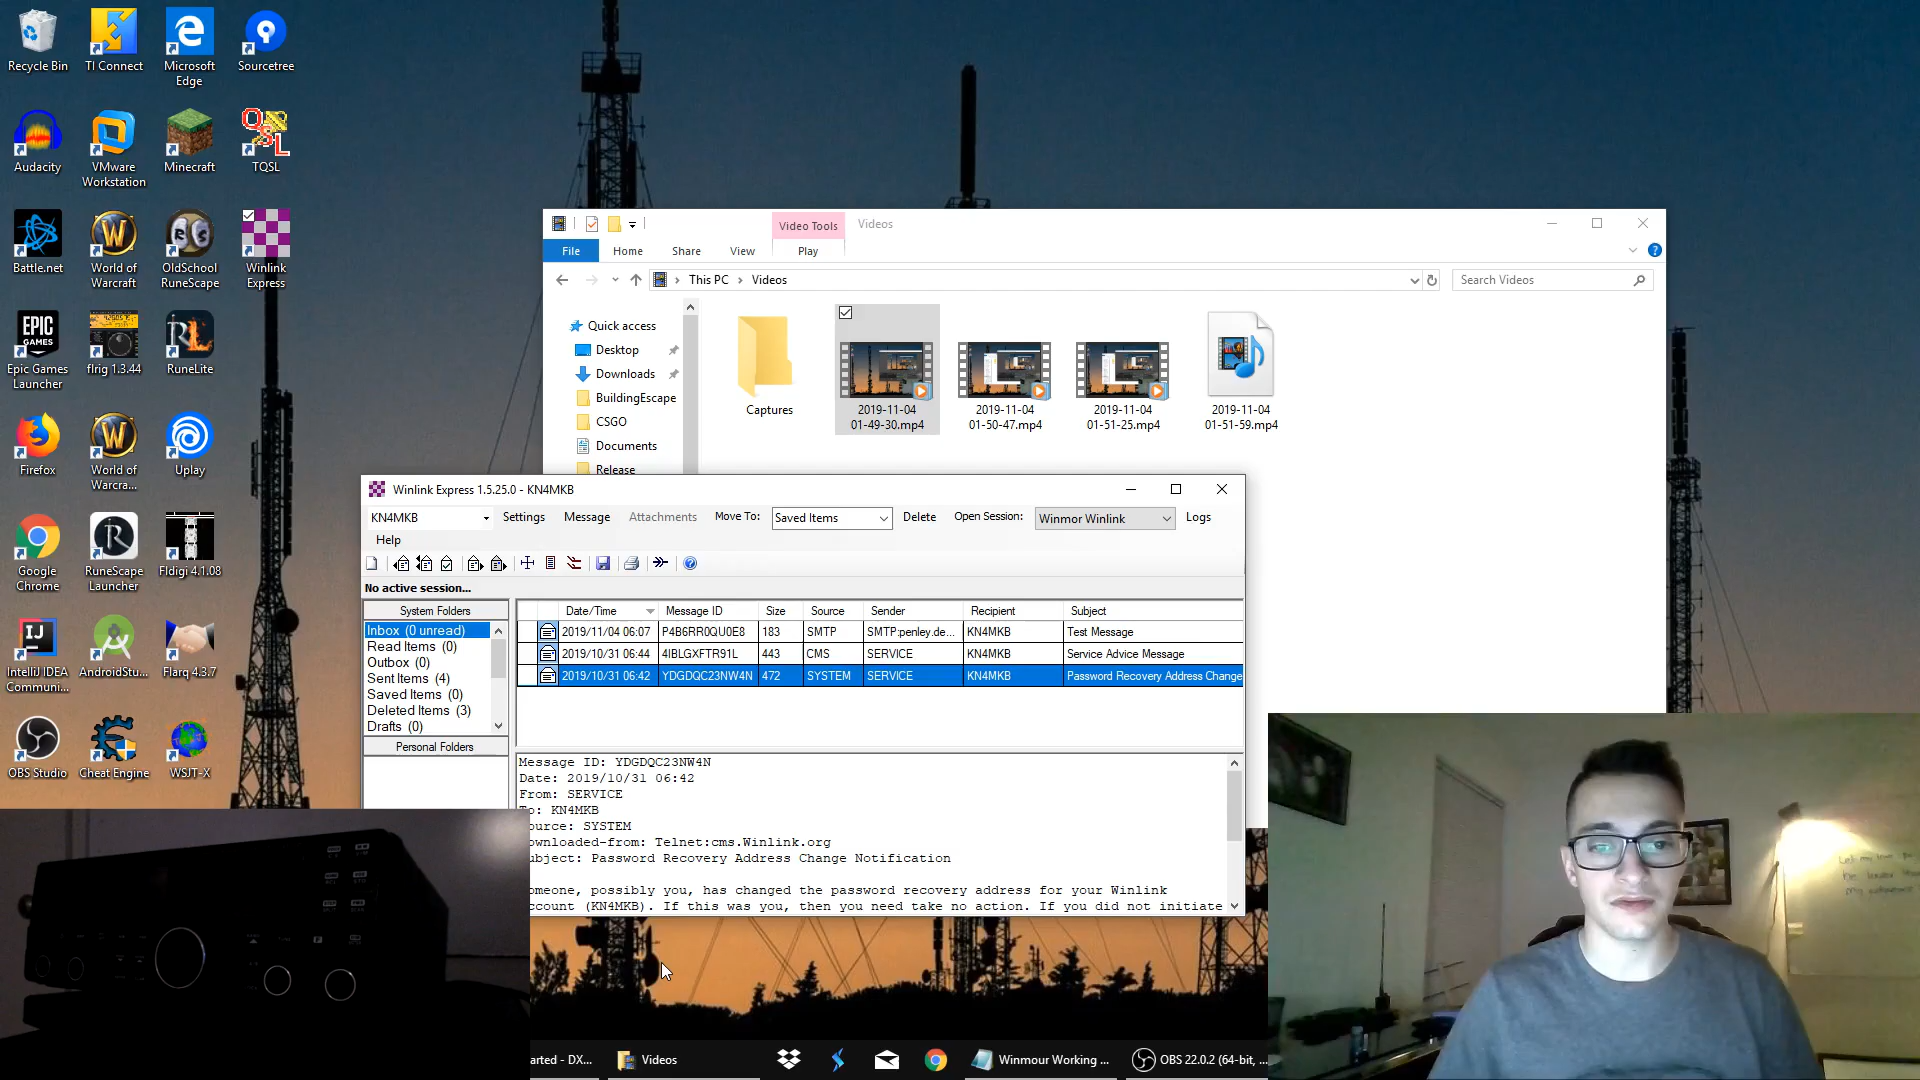 Recycle Bin
TI Connect
Microsoft
Edge
Sourcetree
Audacity
VMware
Workstation
Minecraft
TQSL
Battle.net
World of
Warcraft
OldSchool
RuneScape
Winlink
Express
EPIC
GAMES
Epic Games
Launcher
flrig 1.3.44
RuneLite
Firefox
World of
Warcra...
Uplay
Google
Chrome
RuneScape
Launcher
Fldigi 4.1.08
IntelliJ IDEA
Communi...
AndroidStu...
Flarq 4.3.7
OBS Studio
Cheat Engine
WSJT-X
Video Tools
Videos
File
Home
Share
View
Play
This PC
Videos
Search Videos
Quick access
Desktop
Downloads
BuildingEscape
CSGO
Documents
Release
Captures
2019-11-04
01-49-30.mp4
2019-11-04
01-50-47.mp4
2019-11-04
01-51-25.mp4
2019-11-04
01-51-59.mp4
Winlink Express 1.5.25.0 - KN4MKB
KN4MKB Settings Message Attachments Move To: Saved Items Delete Open Session: Winmor Winlink Logs
Help
No active session...
System Folders
Inbox (0 unread)
Read Items (0)
Outbox (0)
Sent Items (4)
Saved Items (0)
Deleted Items (3)
Drafts (0)
Personal Folders
Date/Time Message ID Size Source Sender Recipient Subject
2019/11/04 06:07 P4B6RR0QU0E8 183 SMTP SMTP:penley.de... KN4MKB Test Message
2019/10/31 06:44 4IBLGXFTR91L 443 CMS SERVICE KN4MKB Service Advice Message
2019/10/31 06:42 YDGDQC23NW4N 472 SYSTEM SERVICE KN4MKB Password Recovery Address Change
Message ID: YDGDQC23NW4N
Date: 2019/10/31 06:42
From: SERVICE
To: KN4MKB
ource: SYSTEM
ownloaded-from: Telnet:cms.Winlink.org
ubject: Password Recovery Address Change Notification
omeone, possibly you, has changed the password recovery address for your Winlink
ccount (KN4MKB). If this was you, then you need take no action. If you did not initiate
arted - DX...
Videos
Winmour Working ...
OBS 22.0.2 (64-bit, ...